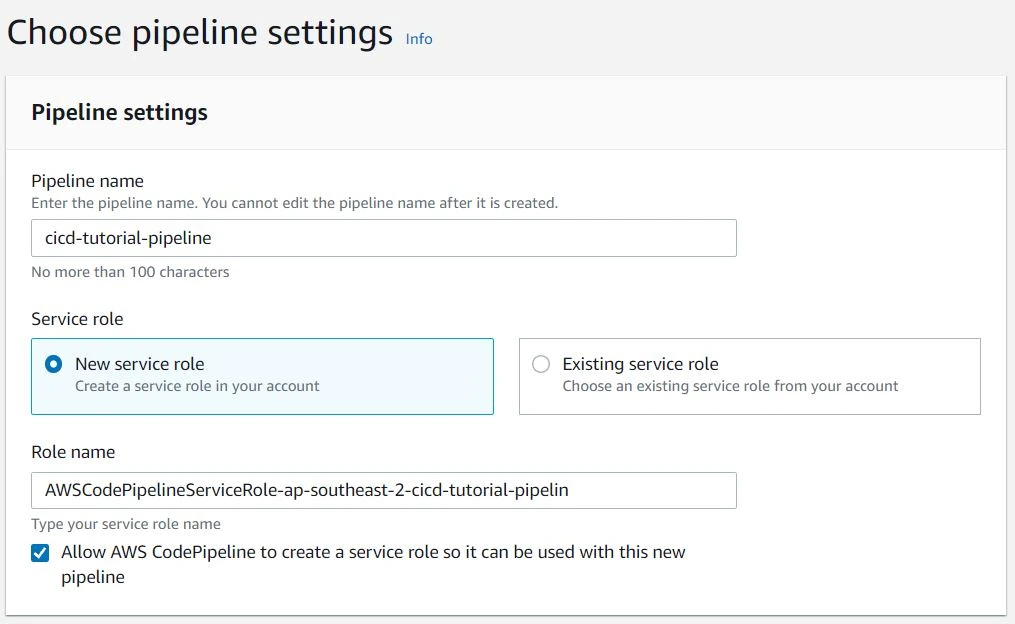 Choose pipeline settings Info
Pipeline settings
Pipeline name
Enter the pipeline name. You cannot edit the pipeline name after it is created.
cicd-tutorial-pipeline
No more than 100 characters
Service role
New service role
Create a service role in your account
Existing service role
Choose an existing service role from your account
Role name
AWSCodePipelineServiceRole-ap-southeast-2-cicd-tutorial-pipelin
Type your service role name
Allow AWS CodePipeline to create a service role so it can be used with this new
pipeline